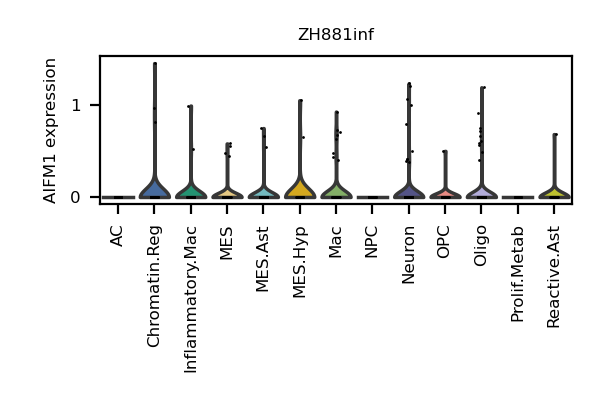 ZH881inf
AIFM1 expression
1
0
AC
Chromatin.Reg
Inflammatory.Mac
MES
MES.Ast
MES.Hyp
Mac
NPC
Neuron
OPC
Oligo
Prolif.Metab
Reactive.Ast